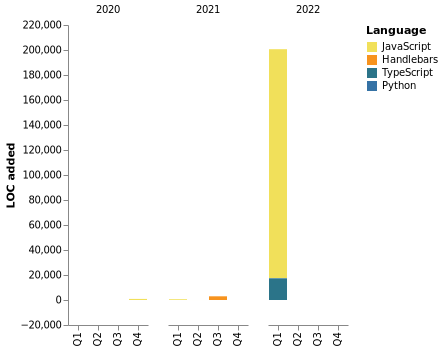 2020 2021 2022
220,000
200,000
180,000
160,000
140,000
120,000
100,000
80,000
60,000
40,000
20,000
0
−20,000
LOC added
Q1 Q2 Q3 Q4 Q1 Q2 Q3 Q4 Q1 Q2 Q3 Q4
Language
JavaScript
Handlebars
TypeScript
Python